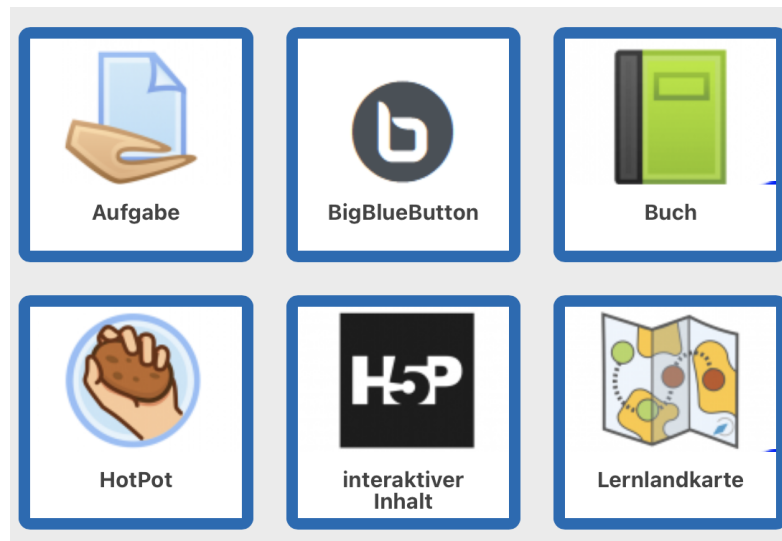 Aufgabe
BigBlueButton
Buch
HotPot
H5P
interaktiver
Inhalt
Lernlandkarte